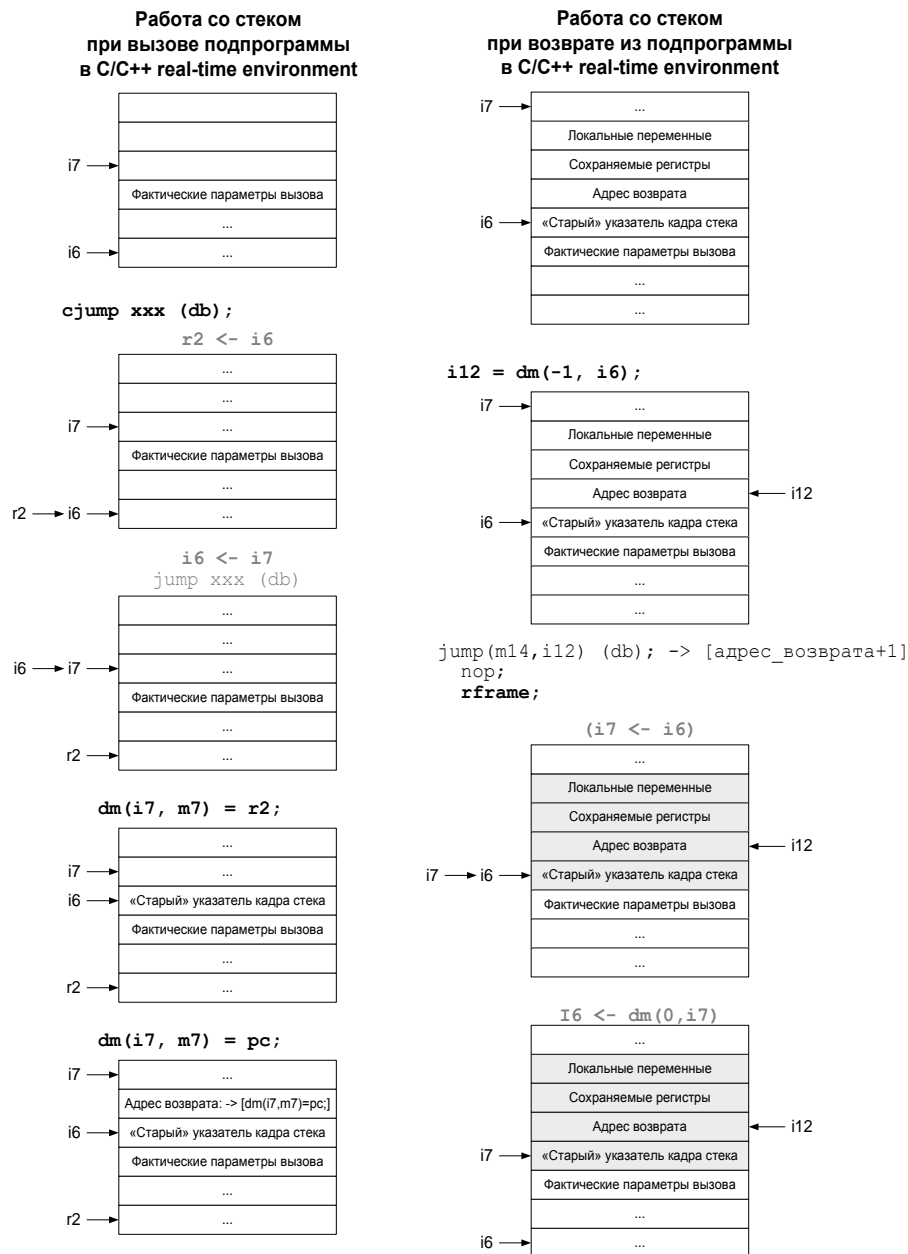 Работа со стеком
при вызове подпрограммы
в C/C++ real-time environment
i7
Фактические параметры вызова
...
i6
...
cjump xxx (db);
r2 <- i6
...
...
i7
...
Фактические параметры вызова
...
r2
i6
...
i6 <- i7
jump xxx (db)
...
...
i6
i7
...
Фактические параметры вызова
...
r2
...
dm(i7, m7) = r2;
...
i7
...
i6
«Старый» указатель кадра стека
Фактические параметры вызова
...
r2
...
dm(i7, m7) = pc;
i7
...
Адрес возврата: -> [dm(i7,m7)=pc;]
i6
«Старый» указатель кадра стека
Фактические параметры вызова
...
r2
...
Работа со стеком
при возврате из подпрограммы
в C/C++ real-time environment
i7
...
Локальные переменные
Сохраняемые регистры
Адрес возврата
i6
«Старый» указатель кадра стека
Фактические параметры вызова
...
...
i12 = dm(-1, i6);
i7
...
Локальные переменные
Сохраняемые регистры
Адрес возврата
i12
i6
«Старый» указатель кадра стека
Фактические параметры вызова
...
...
jump(m14,i12) (db); -> [адрес_возврата+1]
nop;
rframe;
(i7 <- i6)
...
Локальные переменные
Сохраняемые регистры
Адрес возврата
i12
i7
i6
«Старый» указатель кадра стека
Фактические параметры вызова
...
...
I6 <- dm(0,i7)
...
Локальные переменные
Сохраняемые регистры
Адрес возврата
i12
i7
«Старый» указатель кадра стека
Фактические параметры вызова
...
i6
...